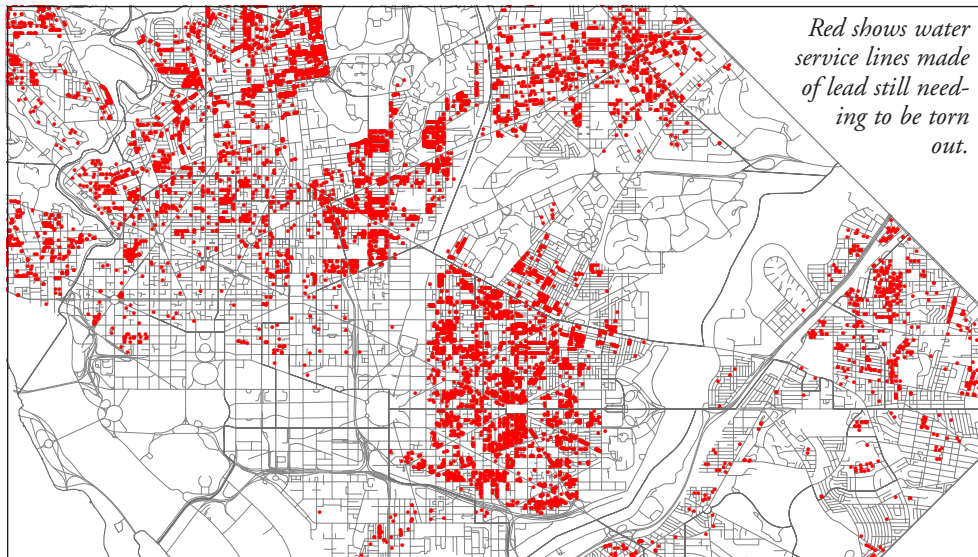 Red shows water
service lines made
of lead still need-
ing to be torn
out.